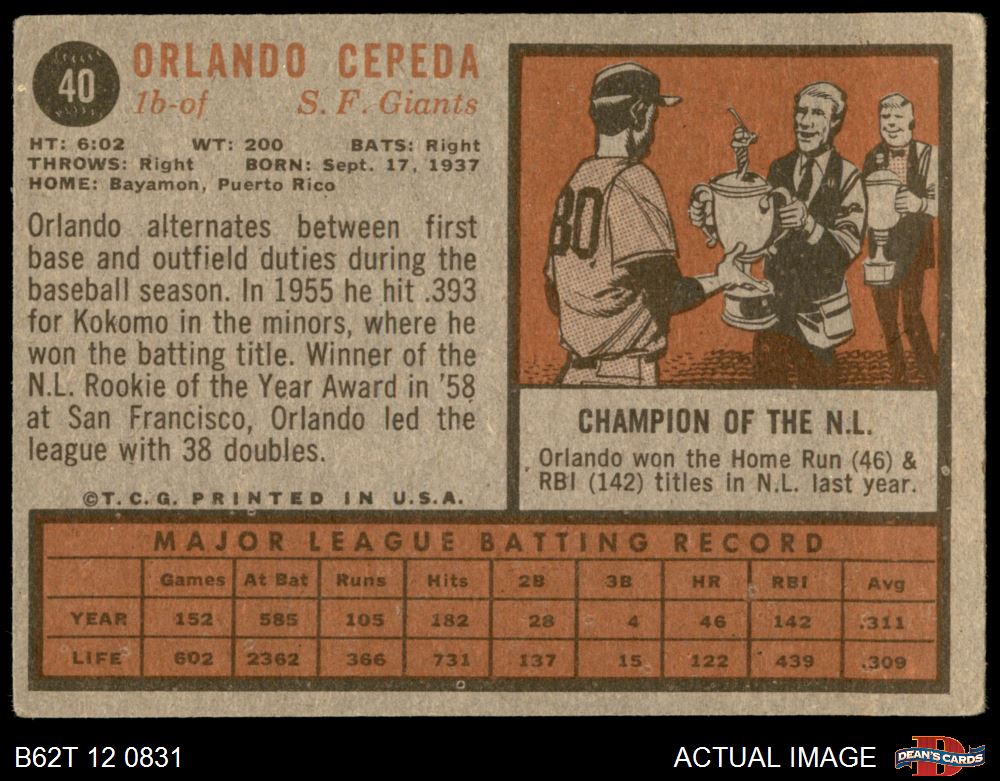 40
ORLANDO CEPEDA
1b-of S. F. Giants
HT: 6:02 WT: 200 BATS: Right
THROWS: Right BORN: Sept. 17, 1937
HOME: Bayamon, Puerto Rico
Orlando alternates between first
base and outfield duties during the
baseball season. In 1955 he hit .393
for Kokomo in the minors, where he
won the batting title. Winner of the
N.L. Rookie of the Year Award in '58
at San Francisco, Orlando led the
league with 38 doubles.
©T. C. G. PRINTED IN U.S.A.
30
CHAMPION OF THE N.L.
Orlando won the Home Run (46) &
RBI (142) titles in N.L. last year.
MAJOR LEAGUE BATTING RECORD
Games At Bat Runs Hits 2B 3B HR RBI Avg
YEAR 152 585 105 182 28 4 46 142 .311
LIFE 602 2362 366 731 137 15 122 439 .309
B62T 12 0831
ACTUAL IMAGE
D
DEAN'S CARDS